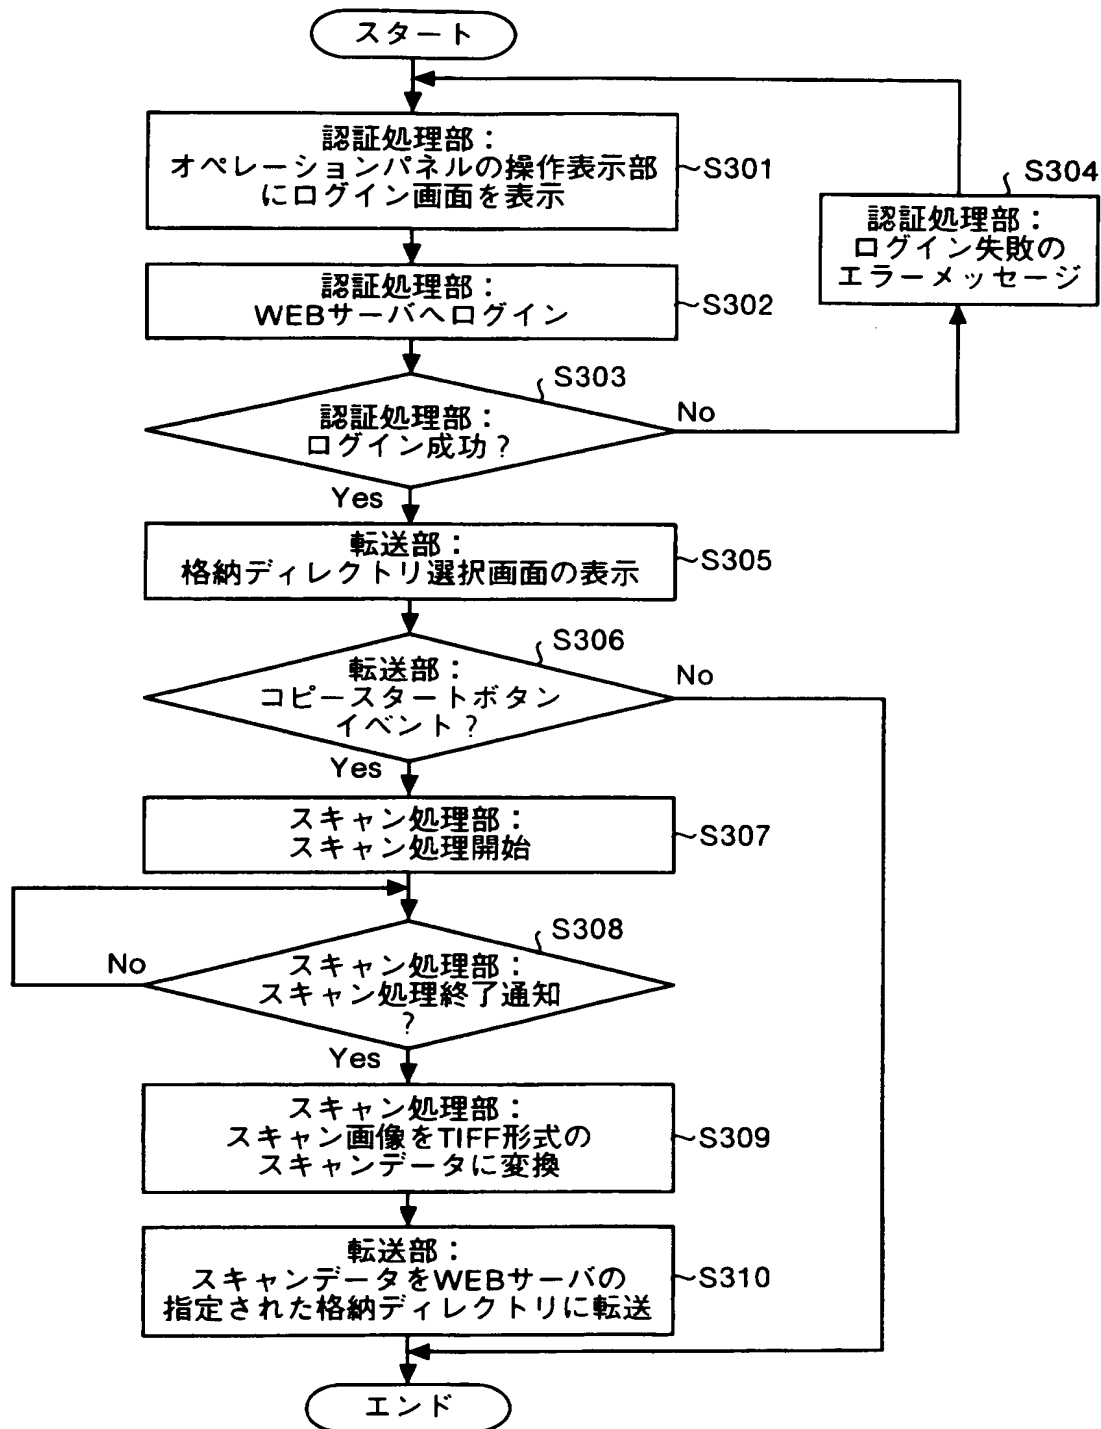 スタート
認証処理部：
オペレーションパネルの操作表示部
にログイン画面を表示
S301
S304
認証処理部：
ログイン失敗の
エラーメッセージ
認証処理部：
WEBサーバへログイン
S302
S303
認証処理部：
ログイン成功？
No
Yes
転送部：
格納ディレクトリ選択画面の表示
S305
S306
転送部：
コピースタートボタン
イベント？
No
Yes
スキャン処理部：
スキャン処理開始
S307
S308
スキャン処理部：
スキャン処理終了通知
？
No
Yes
スキャン処理部：
スキャン画像をTIFF形式の
スキャンデータに変換
S309
転送部：
スキャンデータをWEBサーバの
指定された格納ディレクトリに転送
S310
エンド